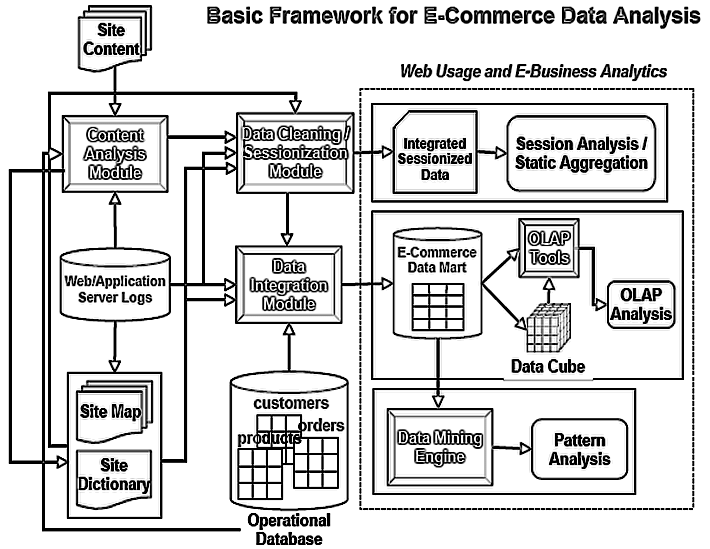 Basic Framework for E-Commerce Data Analysis
Site
Content
Web Usage and E-Business Analytics
Content
Analysis
Module
Data Cleaning /
Sessionization
Module
Integrated
Sessionized
Data
Session Analysis /
Static Aggregation
Web/Application
Server Logs
Data
Integration
Module
E-Commerce
Data Mart
OLAP
Tools
OLAP
Analysis
Data Cube
Site Map
Site
Dictionary
customers
orders
products
Operational
Database
Data Mining
Engine
Pattern
Analysis